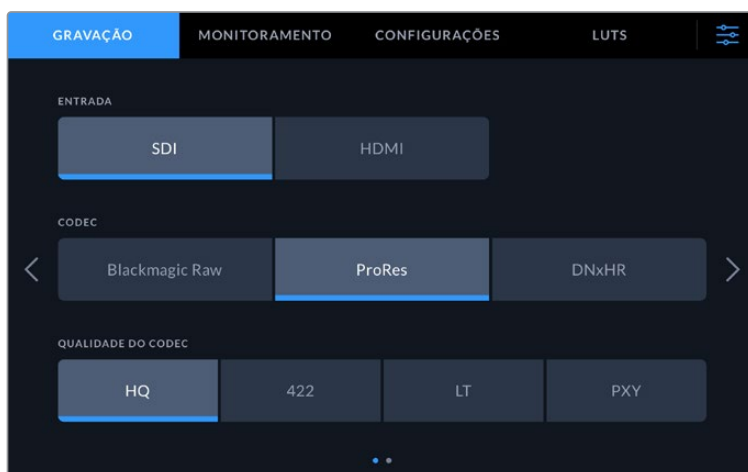 GRAVAÇÃO MONITORAMENTO CONFIGURAÇÕES LUTS
ENTRADA
SDI HDMI
CODEC
Blackmagic Raw ProRes DNxHR
QUALIDADE DO CODEC
HQ 422 LT PXY